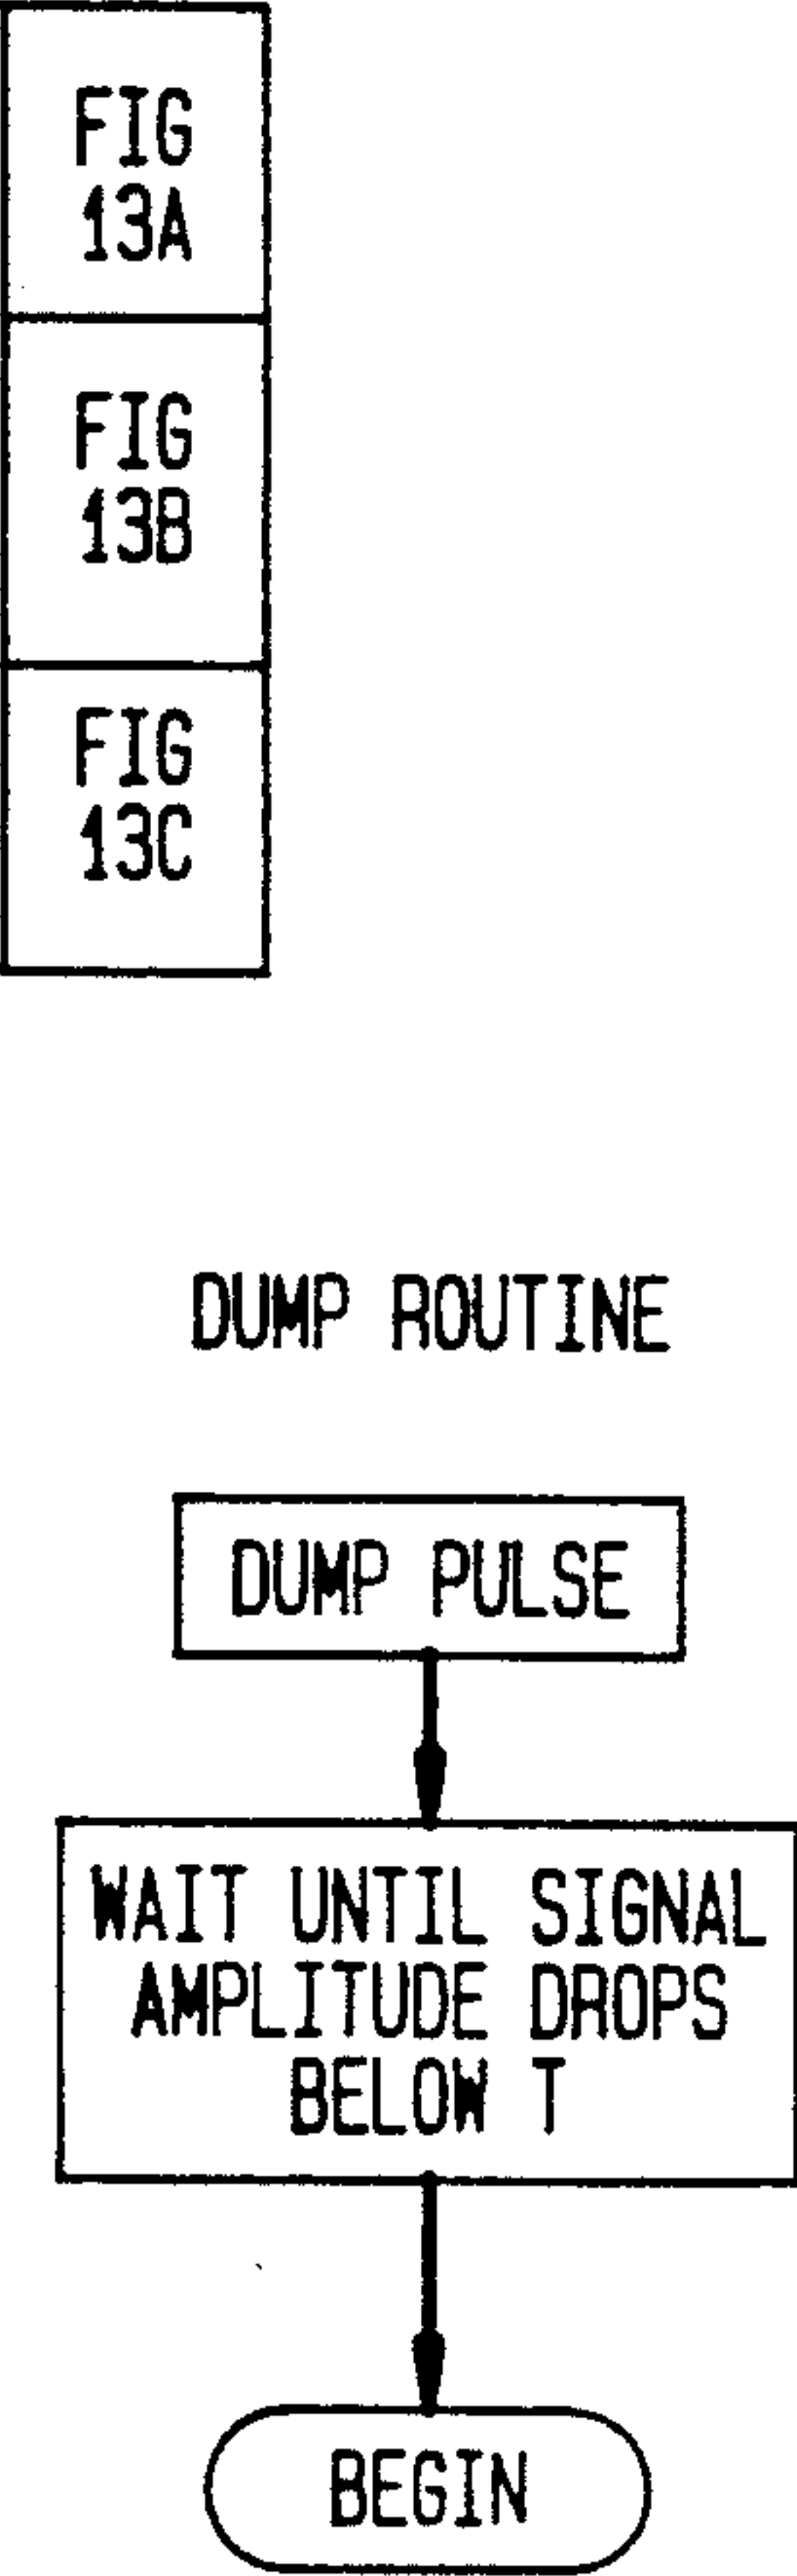 FIG
13A
FIG
13B
FIG
13C
DUMP ROUTINE
DUMP PULSE
WAIT UNTIL SIGNAL
AMPLITUDE DROPS
BELOW T
BEGIN